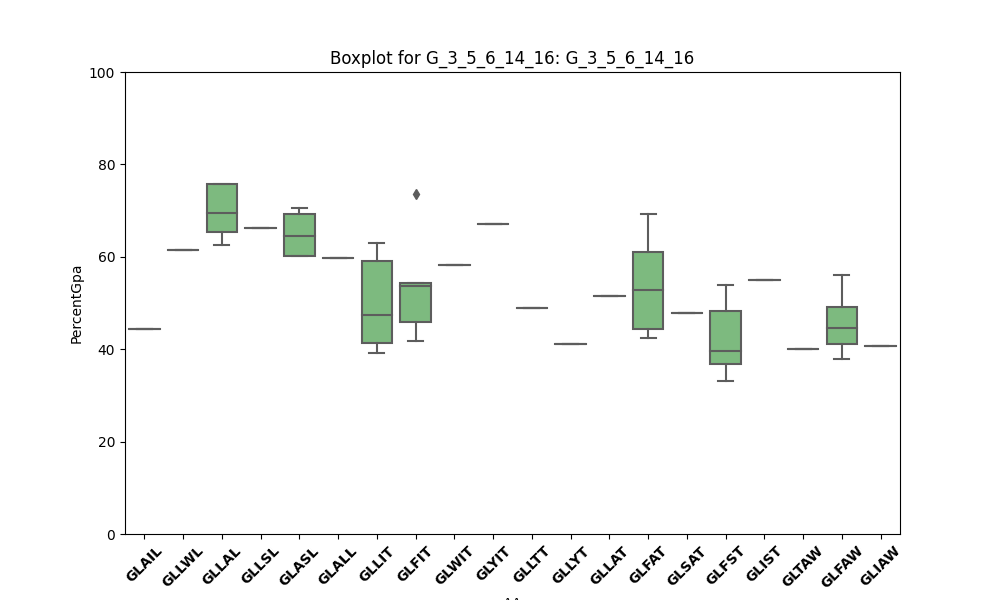 Boxplot for G_3_5_6_14_16: G_3_5_6_14_16
100
80
60
40
20
0
PercentGpa
GLAIL
GLLWL
GLLAL
GLLSL
GLASL
GLALL
GLLIT
GLFIT
GLWIT
GLYIT
GLLTT
GLLYT
GLLAT
GLFAT
GLSAT
GLFST
GLIST
GLTAW
GLFAW
GLIAW